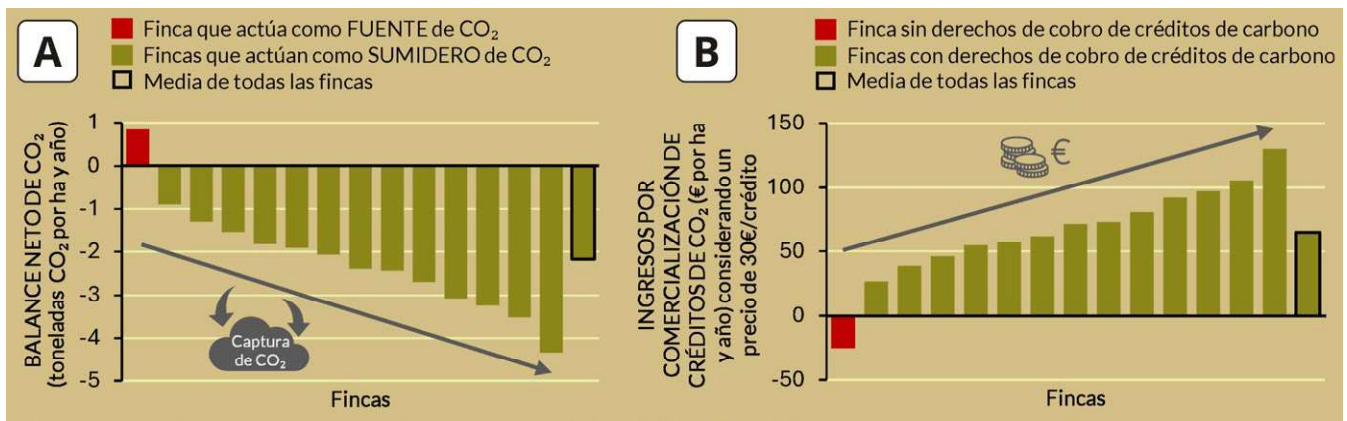 A
Finca que actúa como FUENTE de CO₂
Fincas que actúan como SUMIDERO de CO₂
Media de todas las fincas
BALANCE NETO DE CO₂
(toneladas CO₂ por ha y año)
1
0
-1
-2
-3
-4
-5
Captura
de CO₂
Fincas
B
Finca sin derechos de cobro de créditos de carbono
Fincas con derechos de cobro de créditos de carbono
Media de todas las fincas
INGRESOS POR
COMERCIALIZACIÓN DE
CRÉDITOS DE CO₂ (€ por ha
y año) considerando un
precio de 30€/crédito
150
100
50
0
-50
€
Fincas